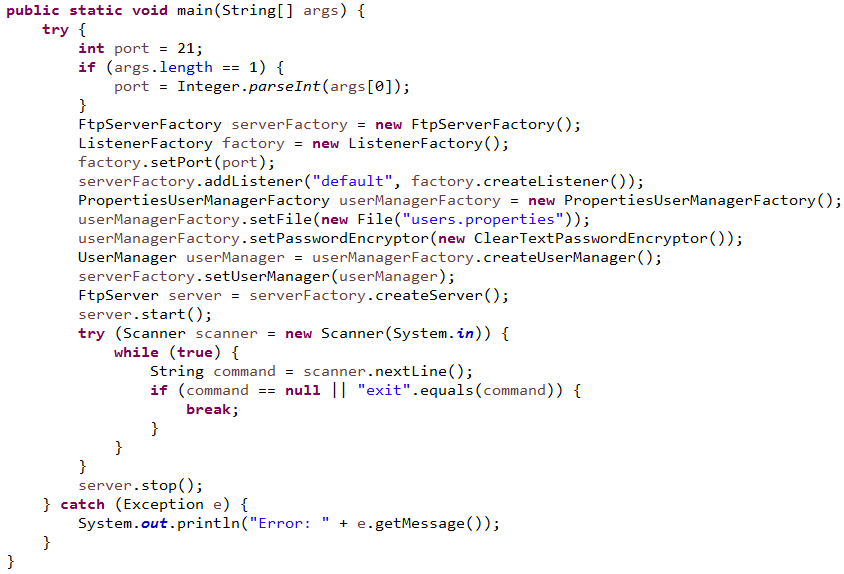 public static void main(String[] args) {
    try {
        int port = 21;
        if (args.length == 1) {
            port = Integer.parseInt(args[0]);
        }
        FtpServerFactory serverFactory = new FtpServerFactory();
        ListenerFactory factory = new ListenerFactory();
        factory.setPort(port);
        serverFactory.addListener("default", factory.createListener());
        PropertiesUserManagerFactory userManagerFactory = new PropertiesUserManagerFactory();
        userManagerFactory.setFile(new File("users.properties"));
        userManagerFactory.setPasswordEncryptor(new ClearTextPasswordEncryptor());
        UserManager userManager = userManagerFactory.createUserManager();
        serverFactory.setUserManager(userManager);
        FtpServer server = serverFactory.createServer();
        server.start();
        try (Scanner scanner = new Scanner(System.in)) {
            while (true) {
                String command = scanner.nextLine();
                if (command == null || "exit".equals(command)) {
                    break;
                }
            }
        }
        server.stop();
    } catch (Exception e) {
        System.out.println("Error: " + e.getMessage());
    }
}